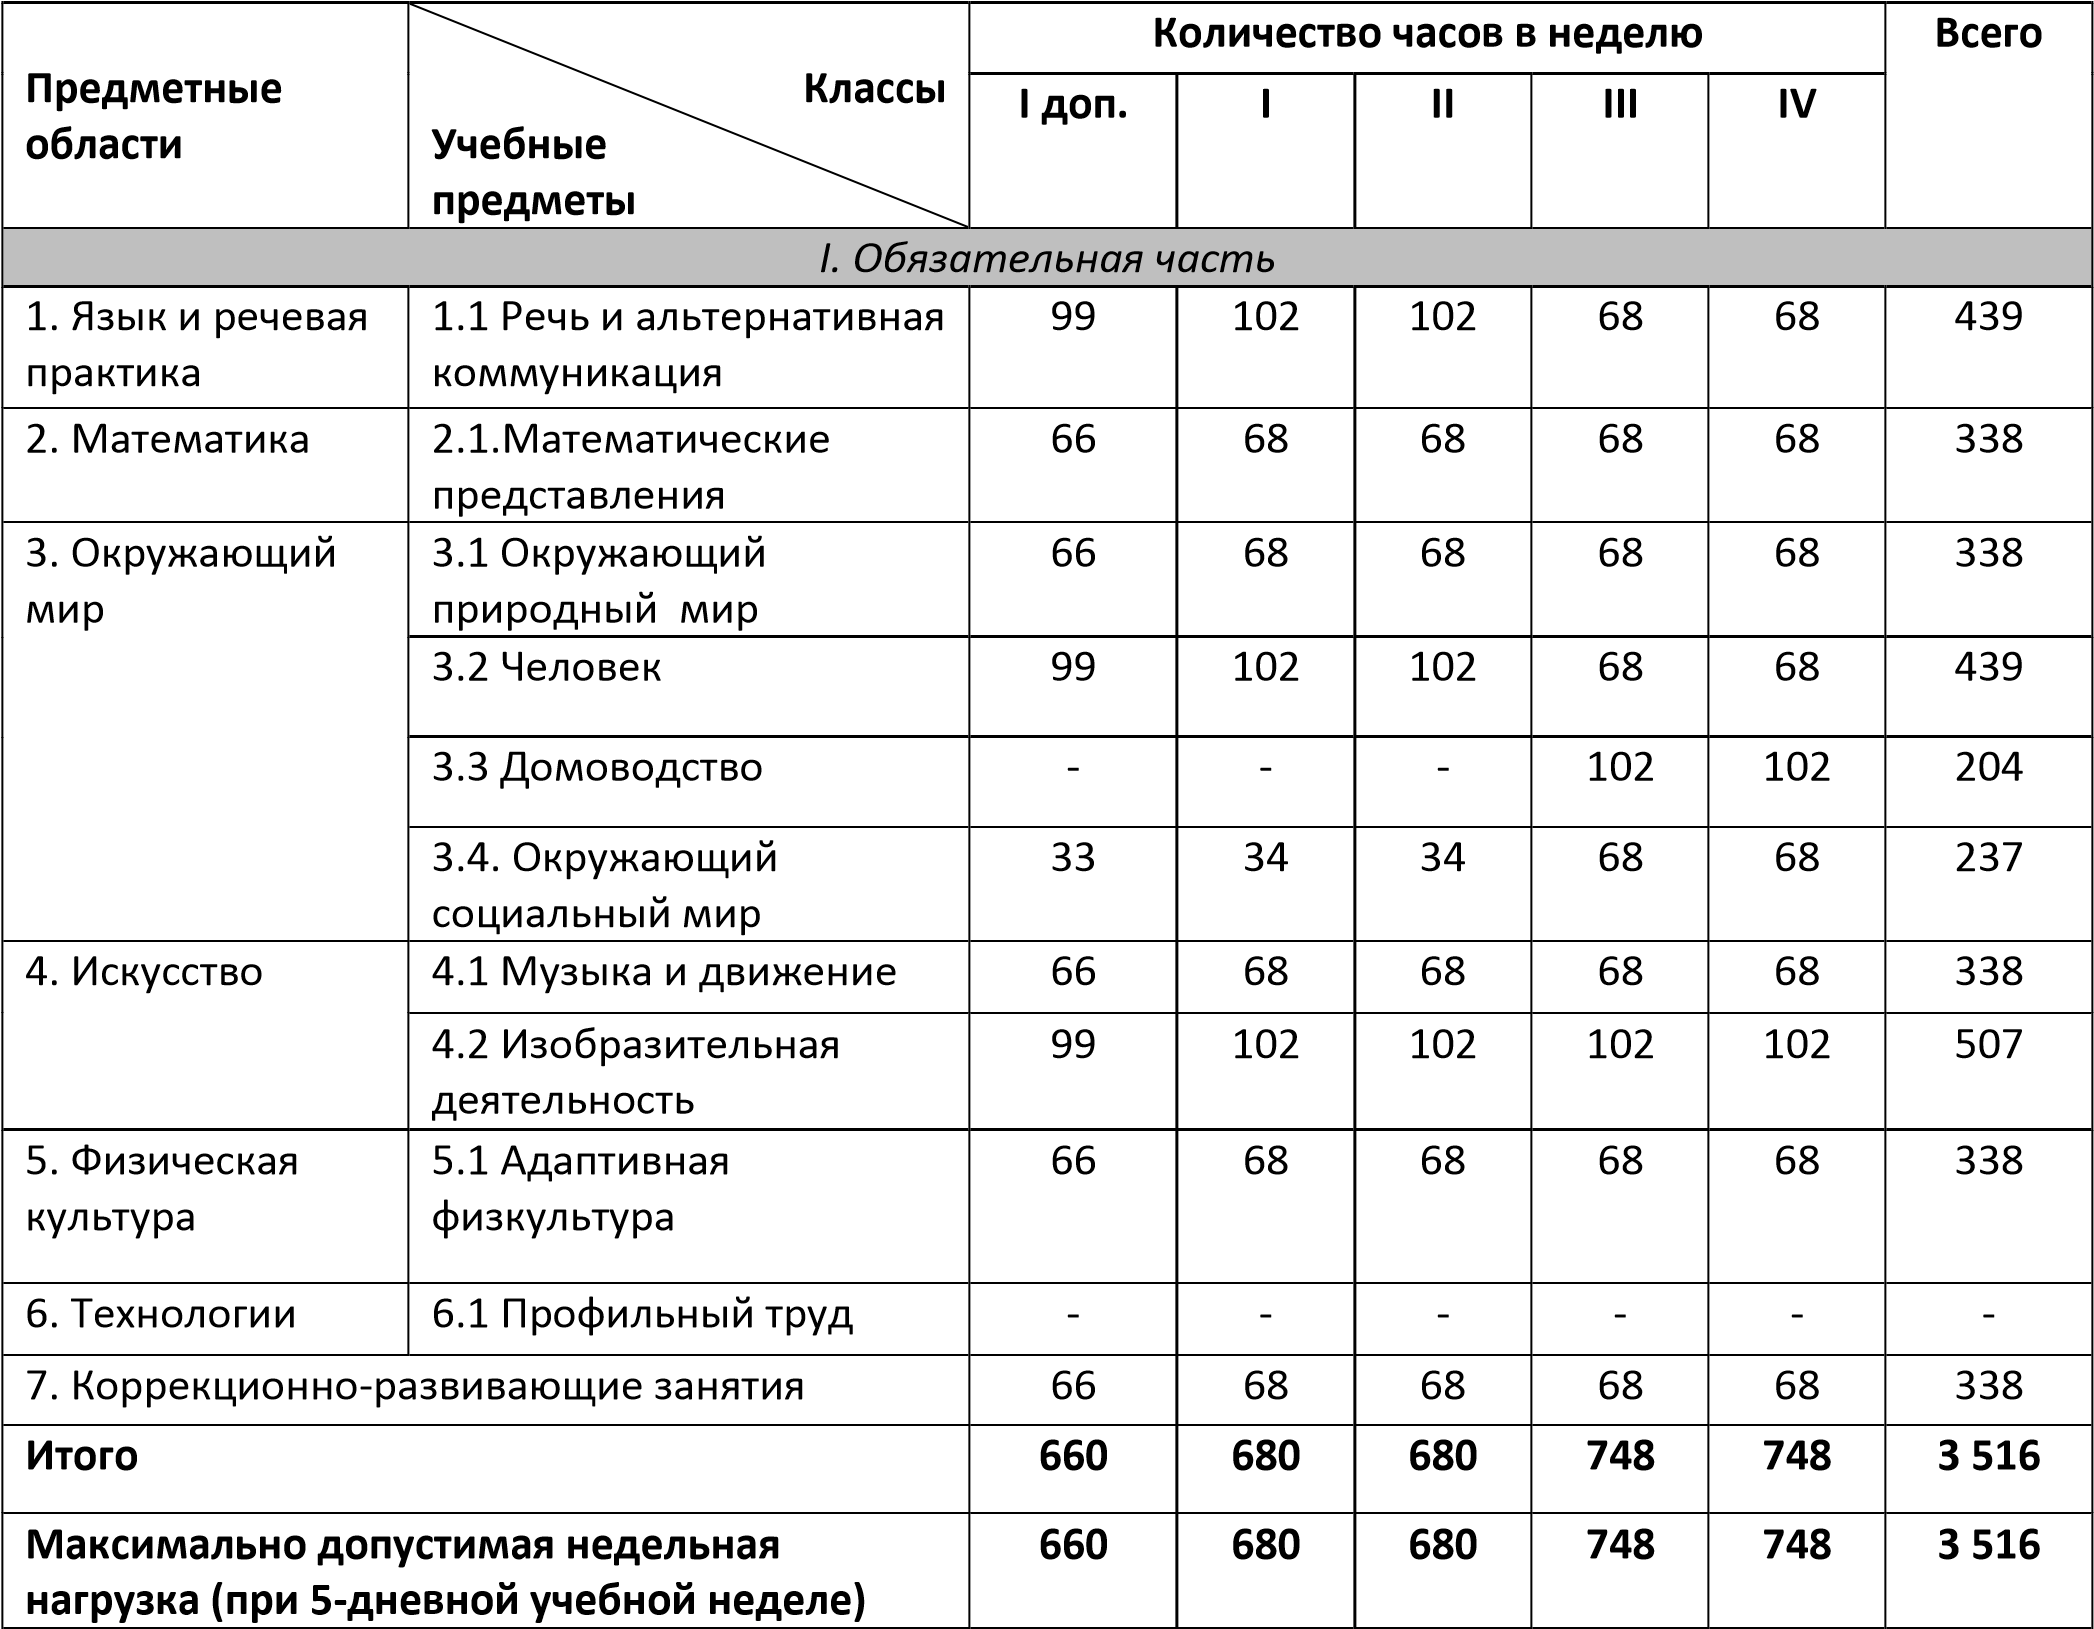 Предметные области
Классы
Учебные предметы
Количество часов в неделю
Всего
I доп.
I
II
III
IV
I. Обязательная часть
1. Язык и речевая
практика
1.1 Речь и альтернативная
коммуникация
99 102 102 68 68 439
2. Математика
2.1.Математические
представления
66 68 68 68 68 338
3. Окружающий
мир
3.1 Окружающий
природный мир
66 68 68 68 68 338
3.2 Человек
99 102 102 68 68 439
3.3 Домоводство
- - - 102 102 204
3.4. Окружающий
социальный мир
33 34 34 68 68 237
4. Искусство
4.1 Музыка и движение
66 68 68 68 68 338
4.2 Изобразительная
деятельность
99 102 102 102 102 507
5. Физическая
культура
5.1 Адаптивная
физкультура
66 68 68 68 68 338
6. Технологии
6.1 Профильный труд
- - - - - -
7. Коррекционно-развивающие занятия
66 68 68 68 68 338
Итого
660 680 680 748 748 3 516
Максимально допустимая недельная
нагрузка (при 5-дневной учебной неделе)
660 680 680 748 748 3 516